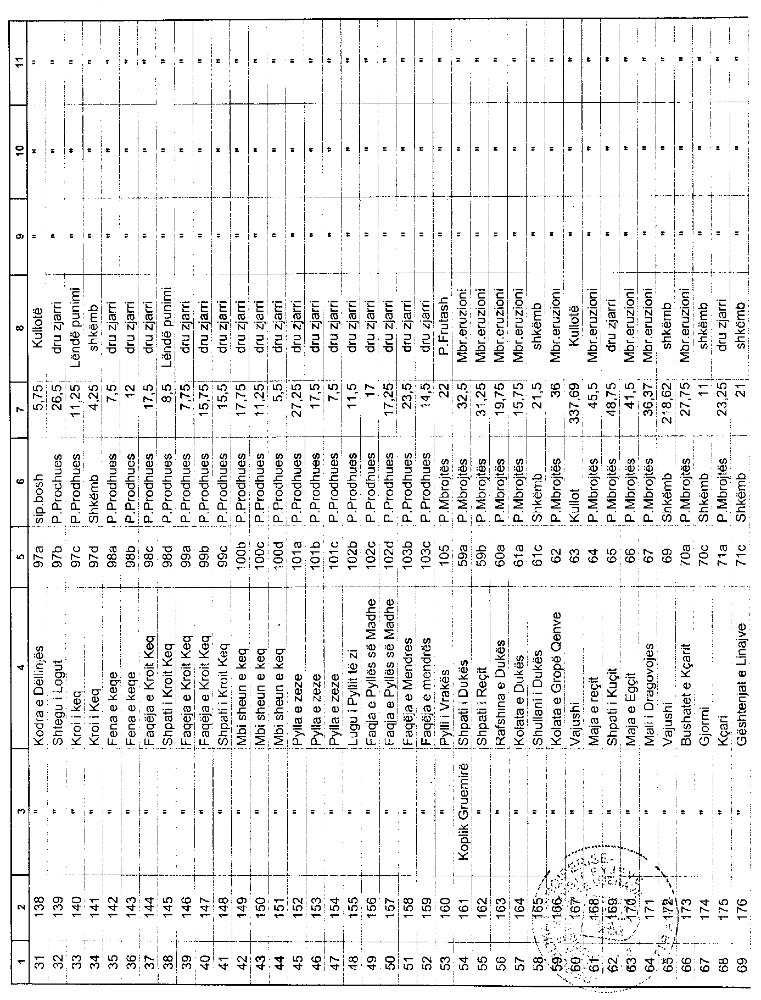 1 2 3 4 5 6 7 8 9 10 11
31 138 " Kodra e Dëllinjës 97a sip.bosh 5,75 Kullotë " " "
32 139 " Shtegu i Logut 97b P.Prodhues 26,5 dru zjarri " " "
33 140 " Kroi i keq 97c P.Prodhues 11,25 Lëndë punimi " " "
34 141 " Kroi i Keq 97d Shkëmb 4,25 shkëmb " " "
35 142 " Fena e keqe 98a P.Prodhues 7,5 dru zjarri " " "
36 143 " Fena e keqe 98b P.Prodhues 12 dru zjarri " " "
37 144 " Faqëja e Kroit Keq 98c P.Prodhues 17,5 dru zjarri " " "
38 145 " Shpati i Kroit Keq 98d P.Prodhues 8,5 Lëndë punimi " " "
39 146 " Faqëja e Kroit Keq 99a P.Prodhues 7,75 dru zjarri " " "
40 147 " Faqëja e Kroit Keq 99b P.Prodhues 15,75 dru zjarri " " "
41 148 " Shpati i Kroit Keq 99c P.Prodhues 15,5 dru zjarri " " "
42 149 " Mbi sheun e keq 100b P.Prodhues 17,75 dru zjarri " " "
43 150 " Mbi sheun e keq 100c P.Prodhues 11,25 dru zjarri " " "
44 151 " Mbi sheun e keq 100d P.Prodhues 5,5 dru zjarri " " "
45 152 " Pylla e zeze 101a P.Prodhues 27,25 dru zjarri " " "
46 153 " Pylla e zeze 101b P.Prodhues 17,5 dru zjarri " " "
47 154 " Pylla e zeze 101c P.Prodhues 7,5 dru zjarri " " "
48 155 " Lugu i Pyllit të zi 102b P.Prodhues 11,5 dru zjarri " " "
49 156 " Faqja e Pyllës së Madhe 102c P.Prodhues 17 dru zjarri " " "
50 157 " Faqja e Pyllës së Madhe 102d P.Prodhues 17,25 dru zjarri " " "
51 158 " Faqëja e Mendres 103b P.Prodhues 23,5 dru zjarri " " "
52 159 " Faqëja e mendrës 103c P.Prodhues 14,5 dru zjarri " " "
53 160 " Pylli i Vrakës 105 P.Mbrojtës 22 P.Frutash " " "
54 161 Koplik Gruemirë Shpati i Dukës 59a P.Mbrojtës 32,5 Mbr.eruzioni " " "
55 162 " Shpati i Reçit 59b P.Mbrojtës 31,25 Mbr.eruzioni " " "
56 163 " Rafshina e Dukës 60a P.Mbrojtës 19,75 Mbr.eruzioni " " "
57 164 " Kolata e Dukës 61a P.Mbrojtës 15,75 Mbr.eruzioni " " "
58 165 " Shullani i Dukës 61c Shkëmb 21,5 shkëmb " " "
59 166 " Kolata e Gropë Qenve 62 P.Mbrojtës 36 Mbr.eruzioni " " "
60 167 " Vajushi 63 Kullot 337,69 Kullotë " " "
61 168 " Maja e reçit 64 P.Mbrojtës 45,5 Mbr.eruzioni " " "
62 169 " Shpati i Kuçit 65 P.Mbrojtës 48,75 dru zjarri " " "
63 170 " Maja e Egçit 66 P.Mbrojtës 41,5 Mbr.eruzioni " " "
64 171 " Mali i Dragovojes 67 P.Mbrojtës 36,37 Mbr.eruzioni " " "
65 172 " Vajushi 69 Shkëmb 218,62 shkëmb " " "
66 173 " Bushatet e Kçarit 70a P.Mbrojtës 27,75 Mbr.eruzioni " " "
67 174 " Gjormi 70c Shkëmb 11 shkëmb " " "
68 175 " Kçari 71a P.Mbrojtës 23,25 dru zjarri " " "
69 176 " Gështenjat e Linajve 71c Shkëmb 21 shkëmb " " "